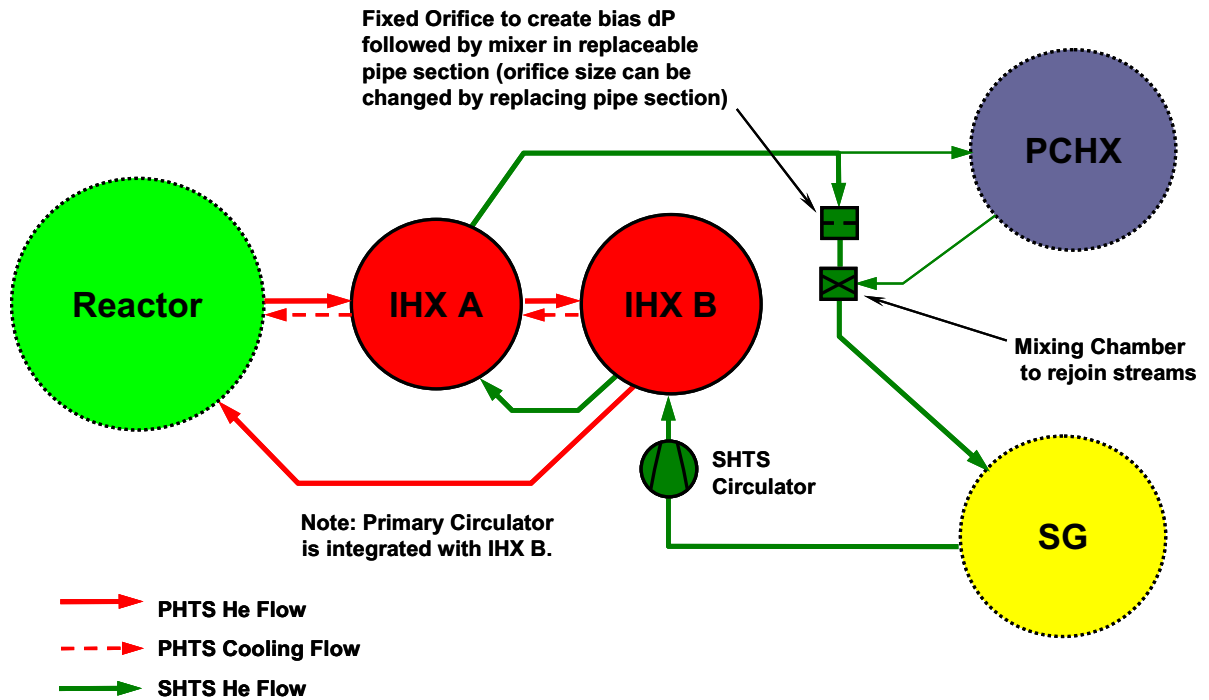 Fixed Orifice to create bias dP
followed by mixer in replaceable
pipe section (orifice size can be
changed by replacing pipe section)
PCHX
Reactor
IHX A
IHX B
Mixing Chamber
to rejoin streams
SHTS
Circulator
SG
Note: Primary Circulator
is integrated with IHX B.
PHTS He Flow
PHTS Cooling Flow
SHTS He Flow